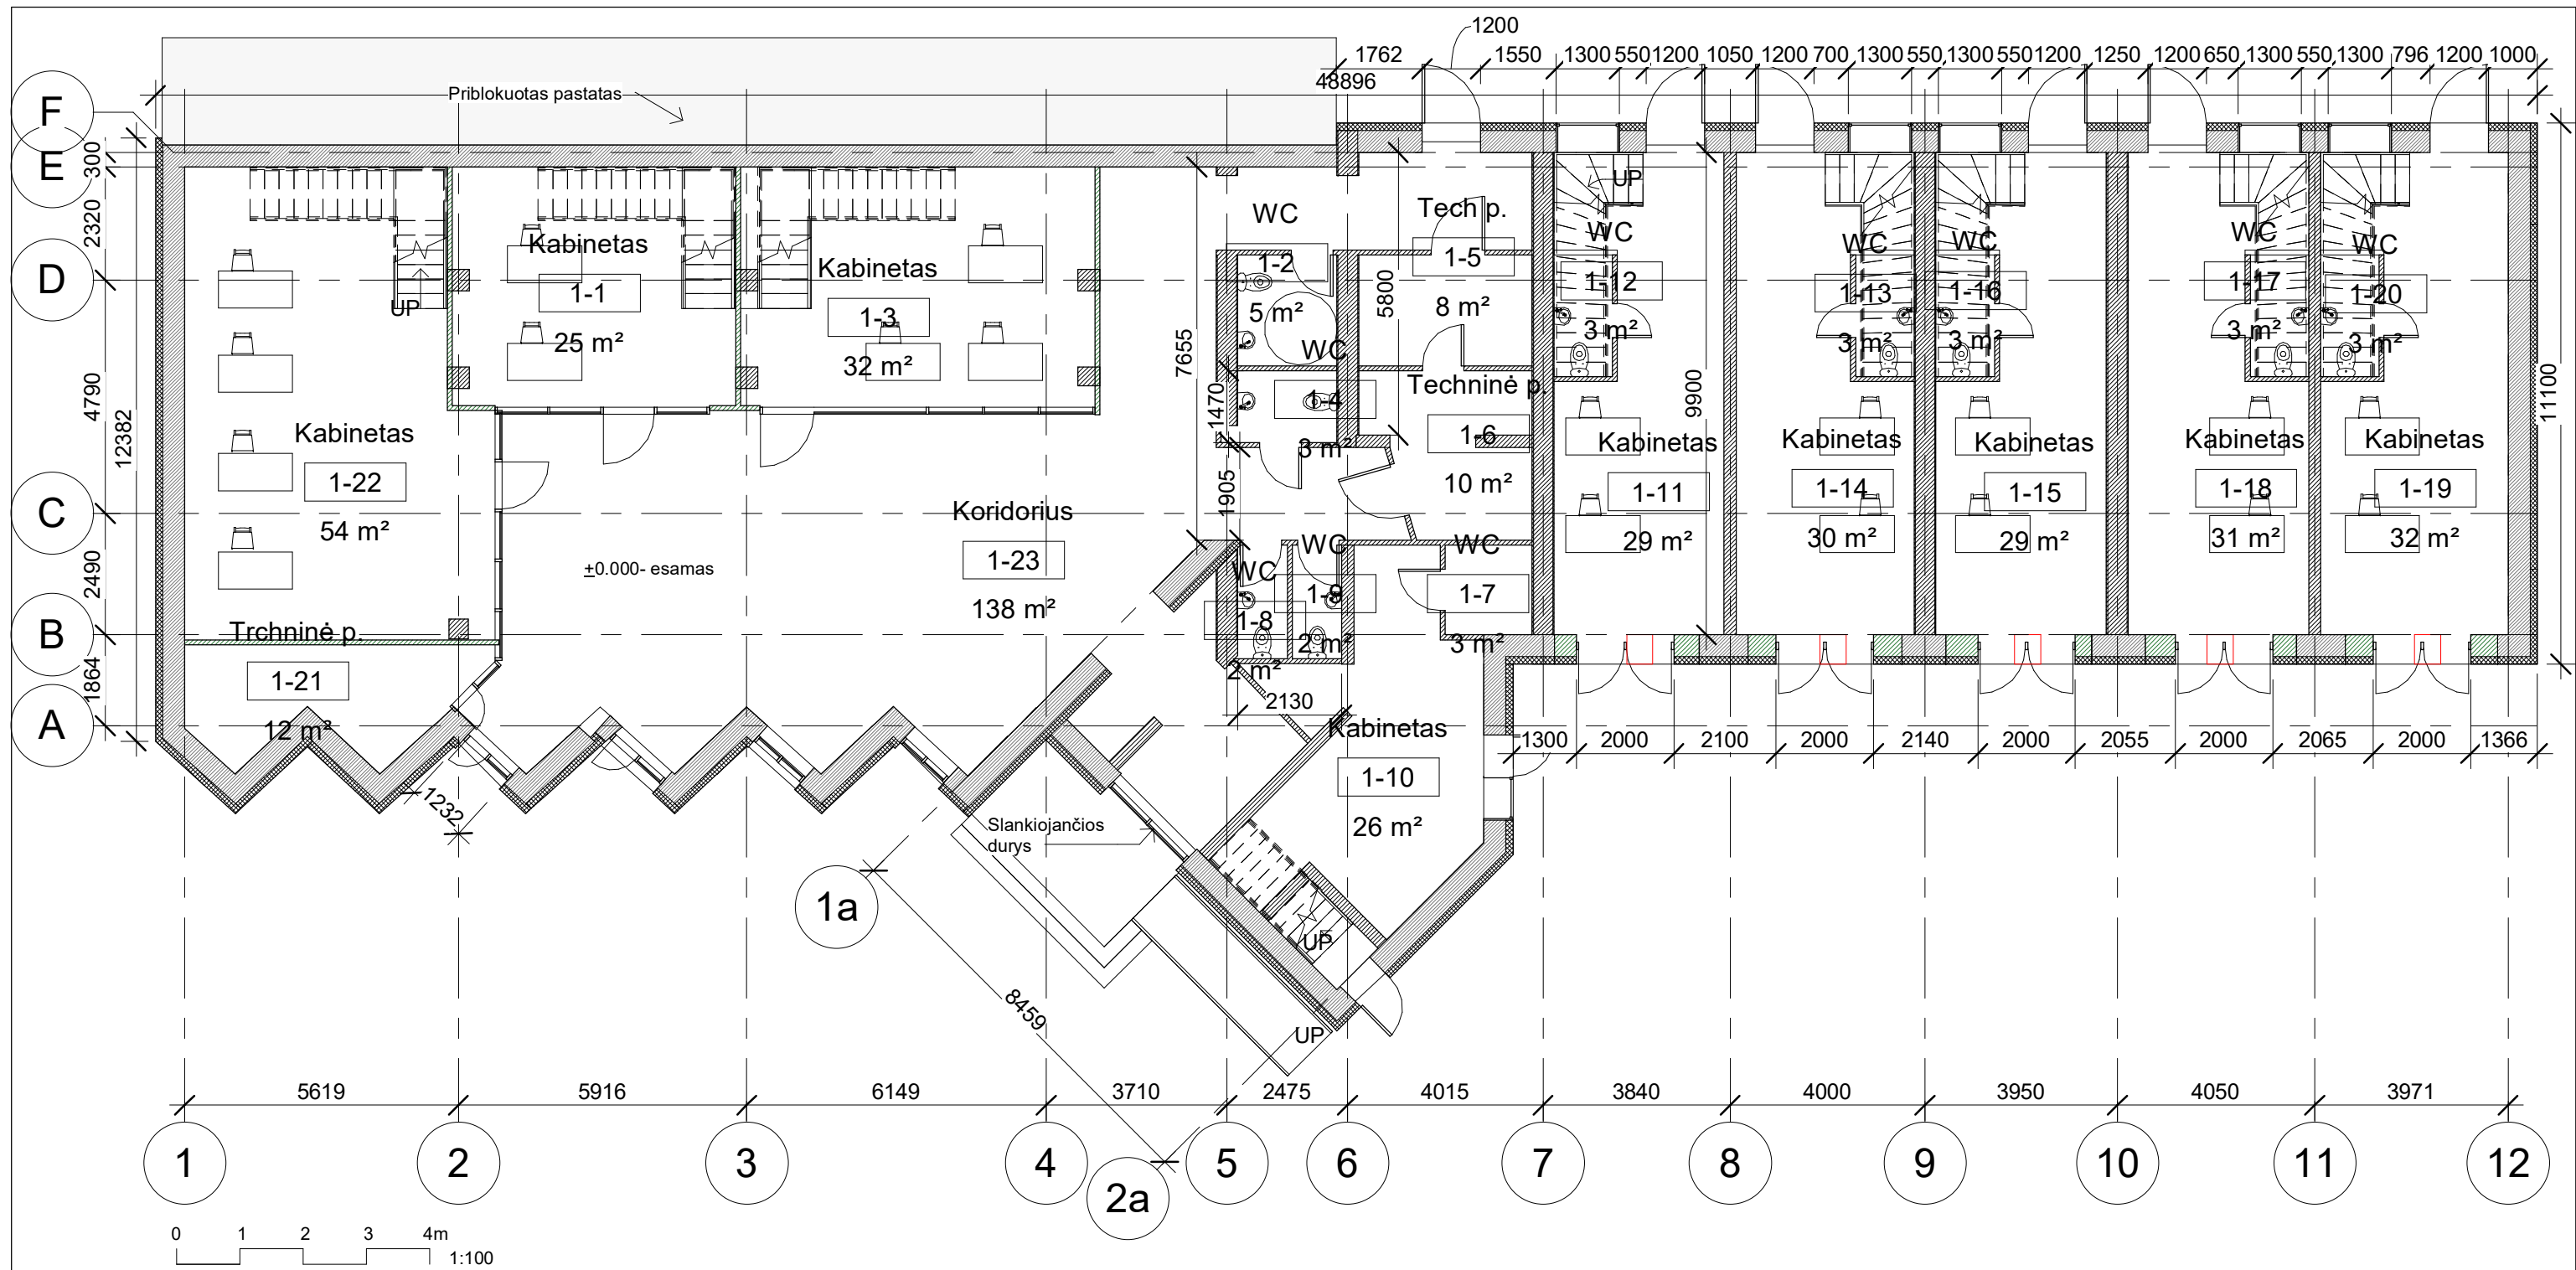 1200
1762
1550
1300
550
1200
1050
1200
700
1300
550
1300
550
1200
1250
1200
650
1300
550
1300
796
1200
1000
48896
Priblokuotas pastatas
F
E
D
C
B
A
300
2320
4790
2490
1864
12382
Kabinetas
1-22
54 m²
UP
Kabinetas
1-1
25 m²
Kabinetas
1-3
32 m²
Koridorius
1-23
138 m²
±0.000- esamas
Trchninė p.
1-21
12 m²
7655
1470
1905
5800
9900
11100
WC
1-2
5 m²
WC
1-4
3 m²
Tech p.
1-5
8 m²
Techninė p.
1-6
10 m²
WC
1-7
3 m²
WC
1-8
2 m²
WC
1-9
2 m²
2130
Kabinetas
1-10
26 m²
UP
UP
UP
WC
1-12
3 m²
WC
1-13
3 m²
WC
1-16
3 m²
WC
1-17
3 m²
WC
1-20
3 m²
Kabinetas
1-11
29 m²
Kabinetas
1-14
30 m²
Kabinetas
1-15
29 m²
Kabinetas
1-18
31 m²
Kabinetas
1-19
32 m²
1300
2000
2100
2000
2140
2000
2055
2000
2065
2000
1366
1232
Slankiojančios
durys
8459
1a
2a
5619
5916
6149
3710
2475
4015
3840
4000
3950
4050
3971
1
2
3
4
5
6
7
8
9
10
11
12
0 1 2 3 4m
1:100